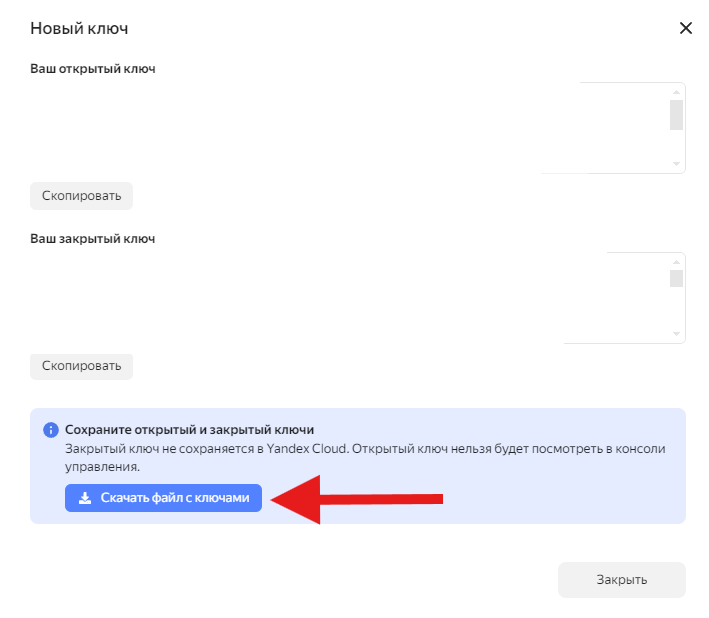 Новый ключ
Ваш открытый ключ
Скопировать
Ваш закрытый ключ
Скопировать
Сохраните открытый и закрытый ключи
Закрытый ключ не сохраняется в Yandex Cloud. Открытый ключ нельзя будет посмотреть в консоли
управления.
Скачать файл с ключами
Закрыть